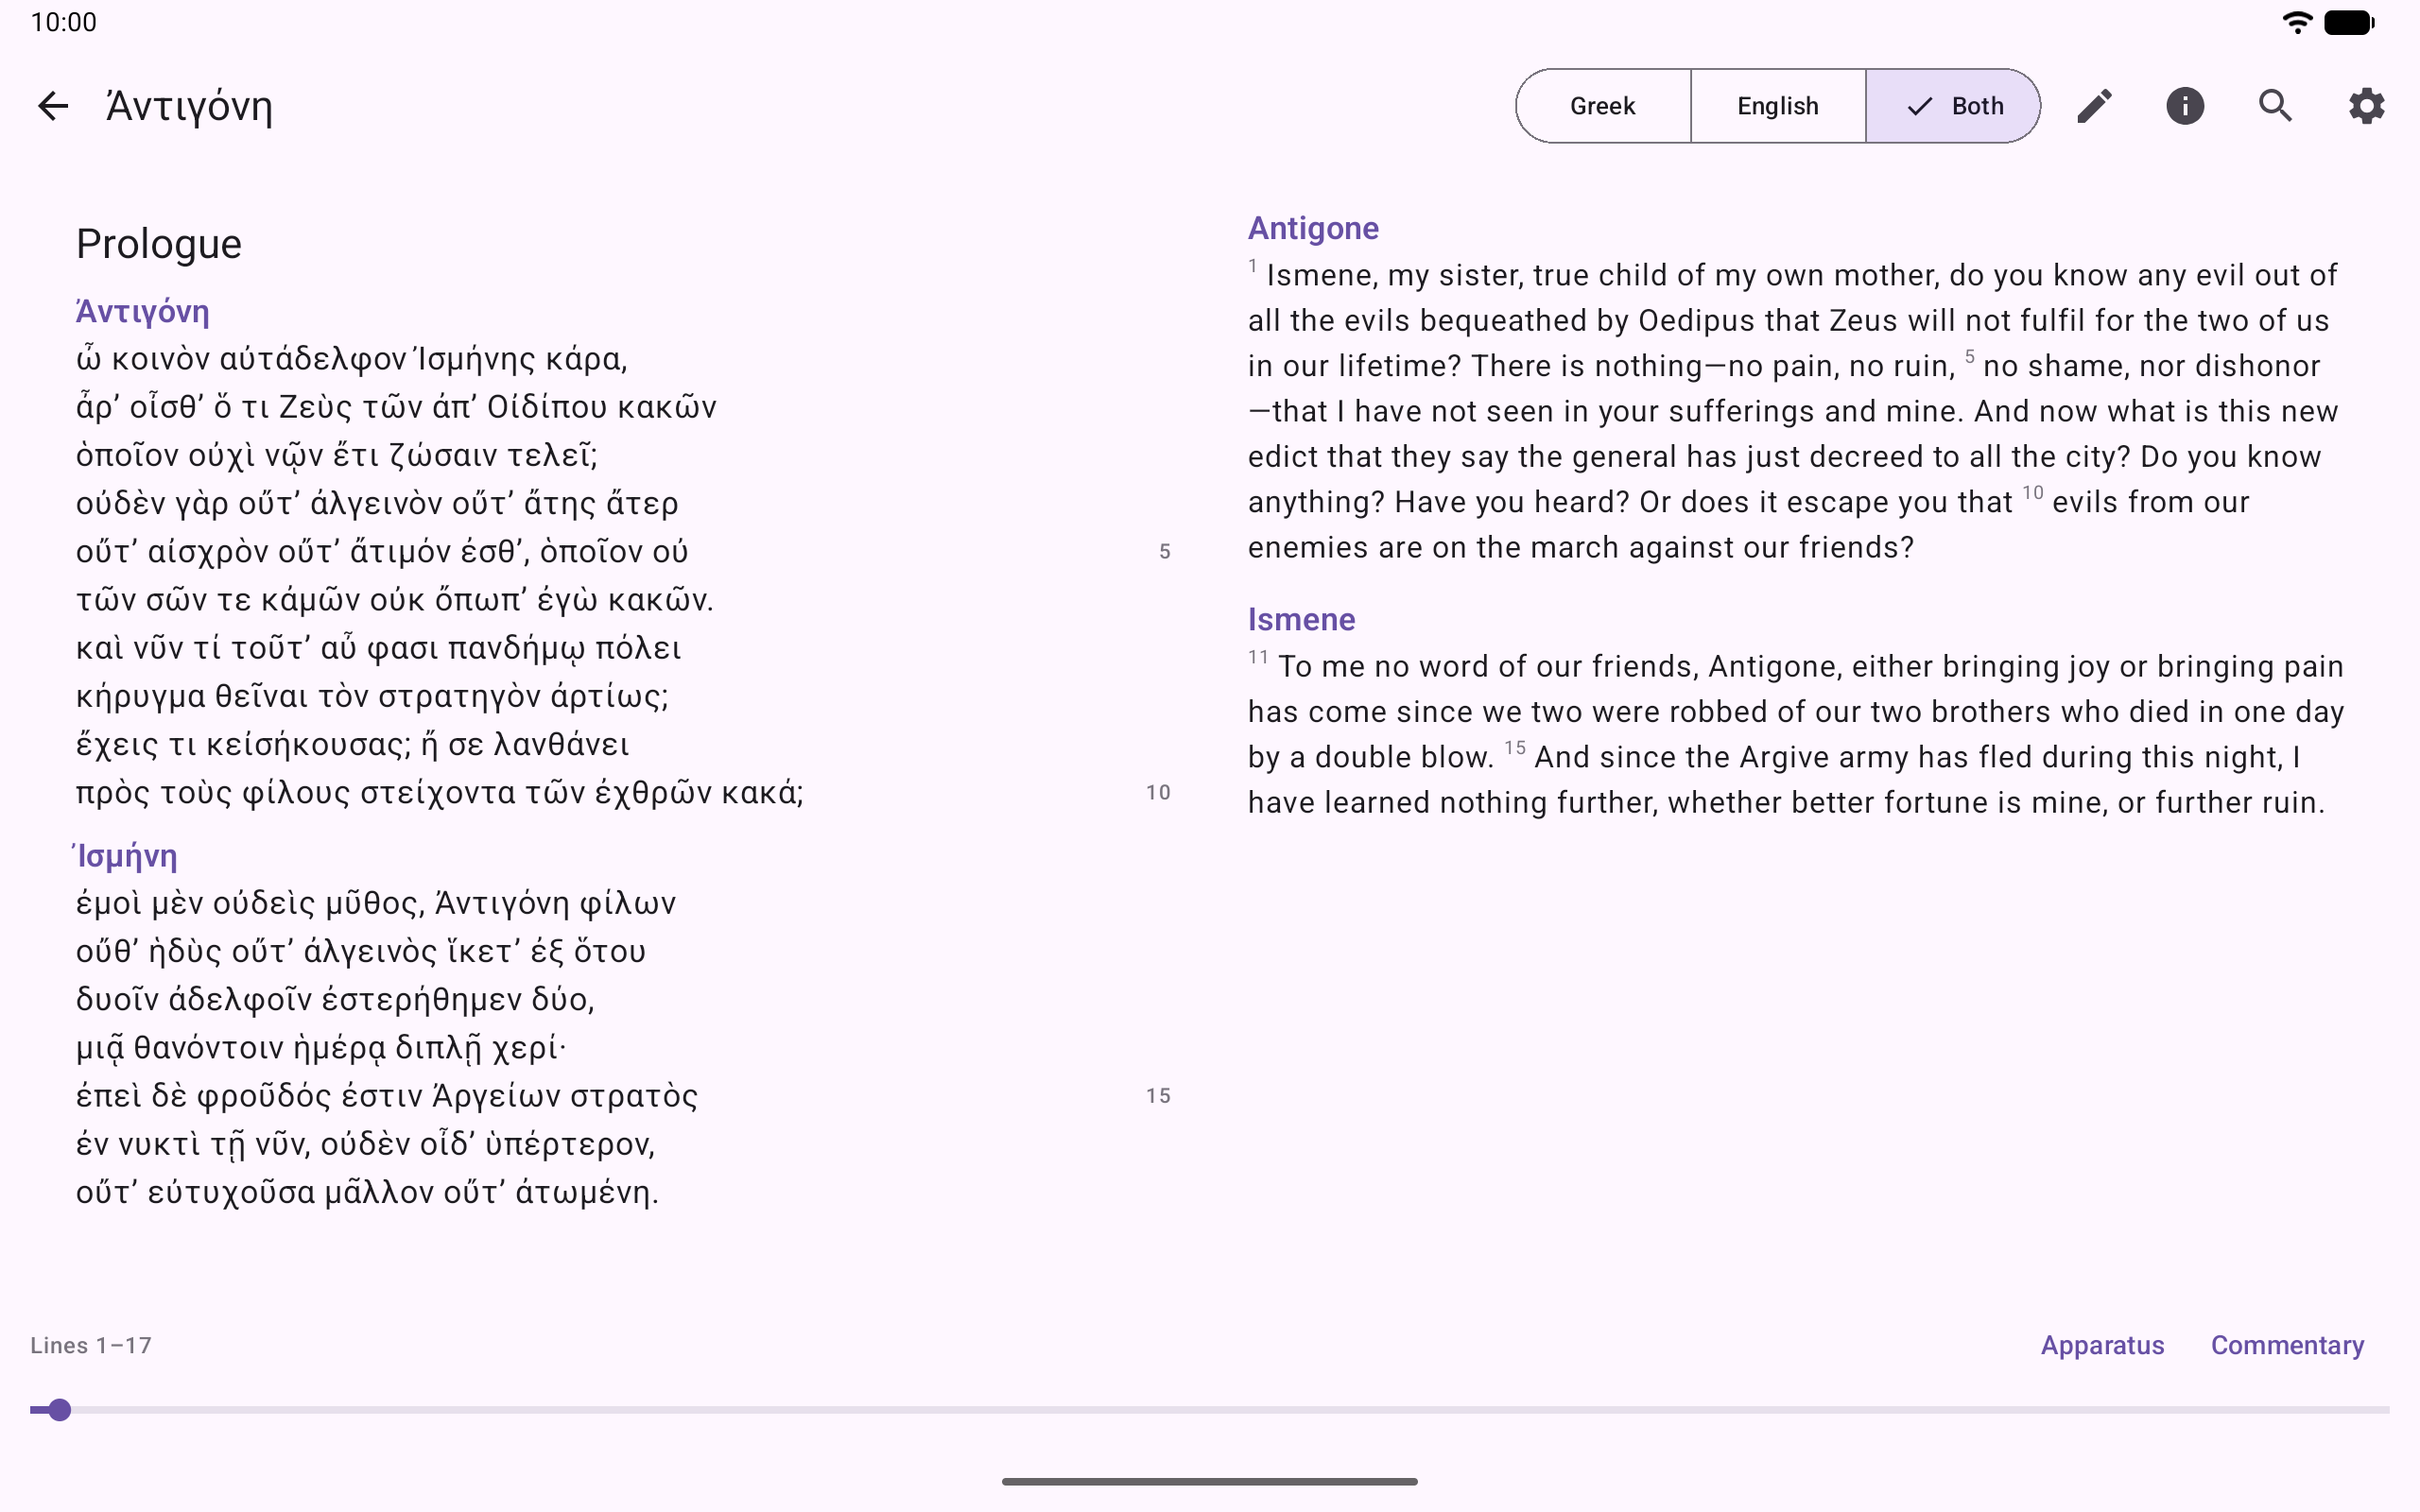 10:00
Ἀντιγόνη
Greek
English
Both
Prologue
Ἀντιγόνη
ὦ κοινὸν αὐτάδελφον Ἰσμήνης κάρα,
ἆρ’ οἶσθ’ ὅ τι Ζεὺς τῶν ἀπ’ Οἰδίπου κακῶν
ὁποῖον οὐχὶ νῷν ἔτι ζώσαιν τελεῖ;
οὐδὲν γὰρ οὔτ’ ἀλγεινὸν οὔτ’ ἄτης ἄτερ
οὔτ’ αἰσχρὸν οὔτ’ ἄτιμόν ἐσθ’, ὁποῖον οὐ
5
τῶν σῶν τε κἀμῶν οὐκ ὄπωπ’ ἐγὼ κακῶν.
καὶ νῦν τί τοῦτ’ αὖ φασι πανδήμῳ πόλει
κήρυγμα θεῖναι τὸν στρατηγὸν ἀρτίως;
ἔχεις τι κεἰσήκουσας; ἤ σε λανθάνει
πρὸς τοὺς φίλους στείχοντα τῶν ἐχθρῶν κακά;
10
Ἰσμήνη
ἐμοὶ μὲν οὐδεὶς μῦθος, Ἀντιγόνη φίλων
οὔθ’ ἡδὺς οὔτ’ ἀλγεινὸς ἵκετ’ ἐξ ὅτου
δυοῖν ἀδελφοῖν ἐστερήθημεν δύο,
μιᾷ θανόντοιν ἡμέρᾳ διπλῇ χερί·
ἐπεὶ δὲ φροῦδός ἐστιν Ἀργείων στρατὸς
15
ἐν νυκτὶ τῇ νῦν, οὐδὲν οἶδ’ ὑπέρτερον,
οὔτ’ εὐτυχοῦσα μᾶλλον οὔτ’ ἀτωμένη.
Antigone
1 Ismene, my sister, true child of my own mother, do you know any evil out of
all the evils bequeathed by Oedipus that Zeus will not fulfil for the two of us
in our lifetime? There is nothing—no pain, no ruin, 5 no shame, nor dishonor
—that I have not seen in your sufferings and mine. And now what is this new
edict that they say the general has just decreed to all the city? Do you know
anything? Have you heard? Or does it escape you that 10 evils from our
enemies are on the march against our friends?
Ismene
11 To me no word of our friends, Antigone, either bringing joy or bringing pain
has come since we two were robbed of our two brothers who died in one day
by a double blow. 15 And since the Argive army has fled during this night, I
have learned nothing further, whether better fortune is mine, or further ruin.
Lines 1–17
Apparatus
Commentary